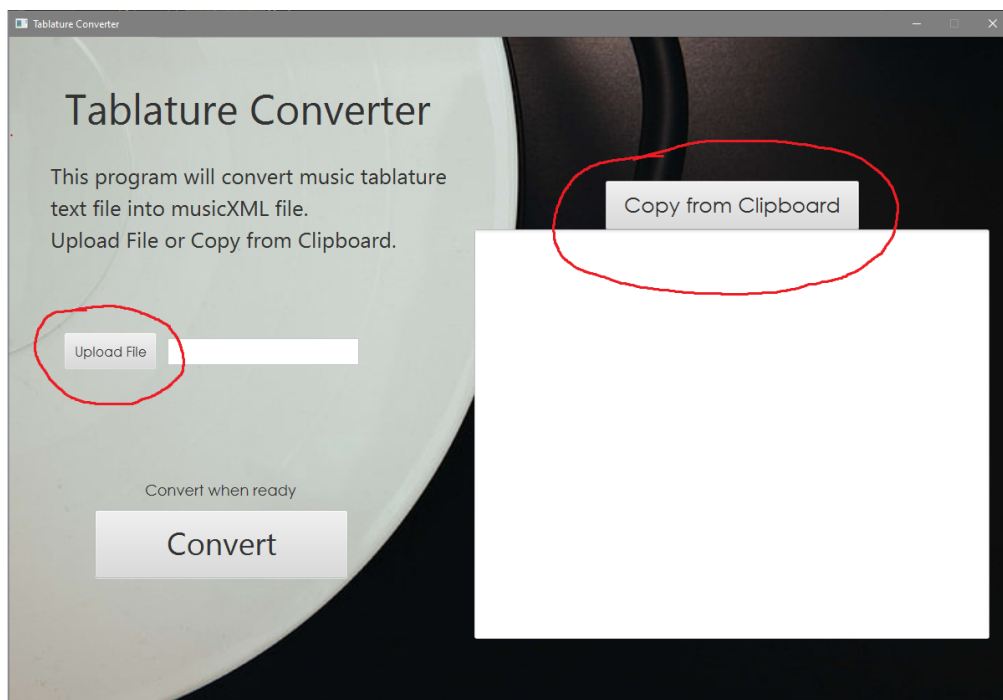 Tablature Converter
Tablature Converter
This program will convert music tablature
text file into musicXML file.
Upload File or Copy from Clipboard.
Copy from Clipboard
Upload File
Convert when ready
Convert